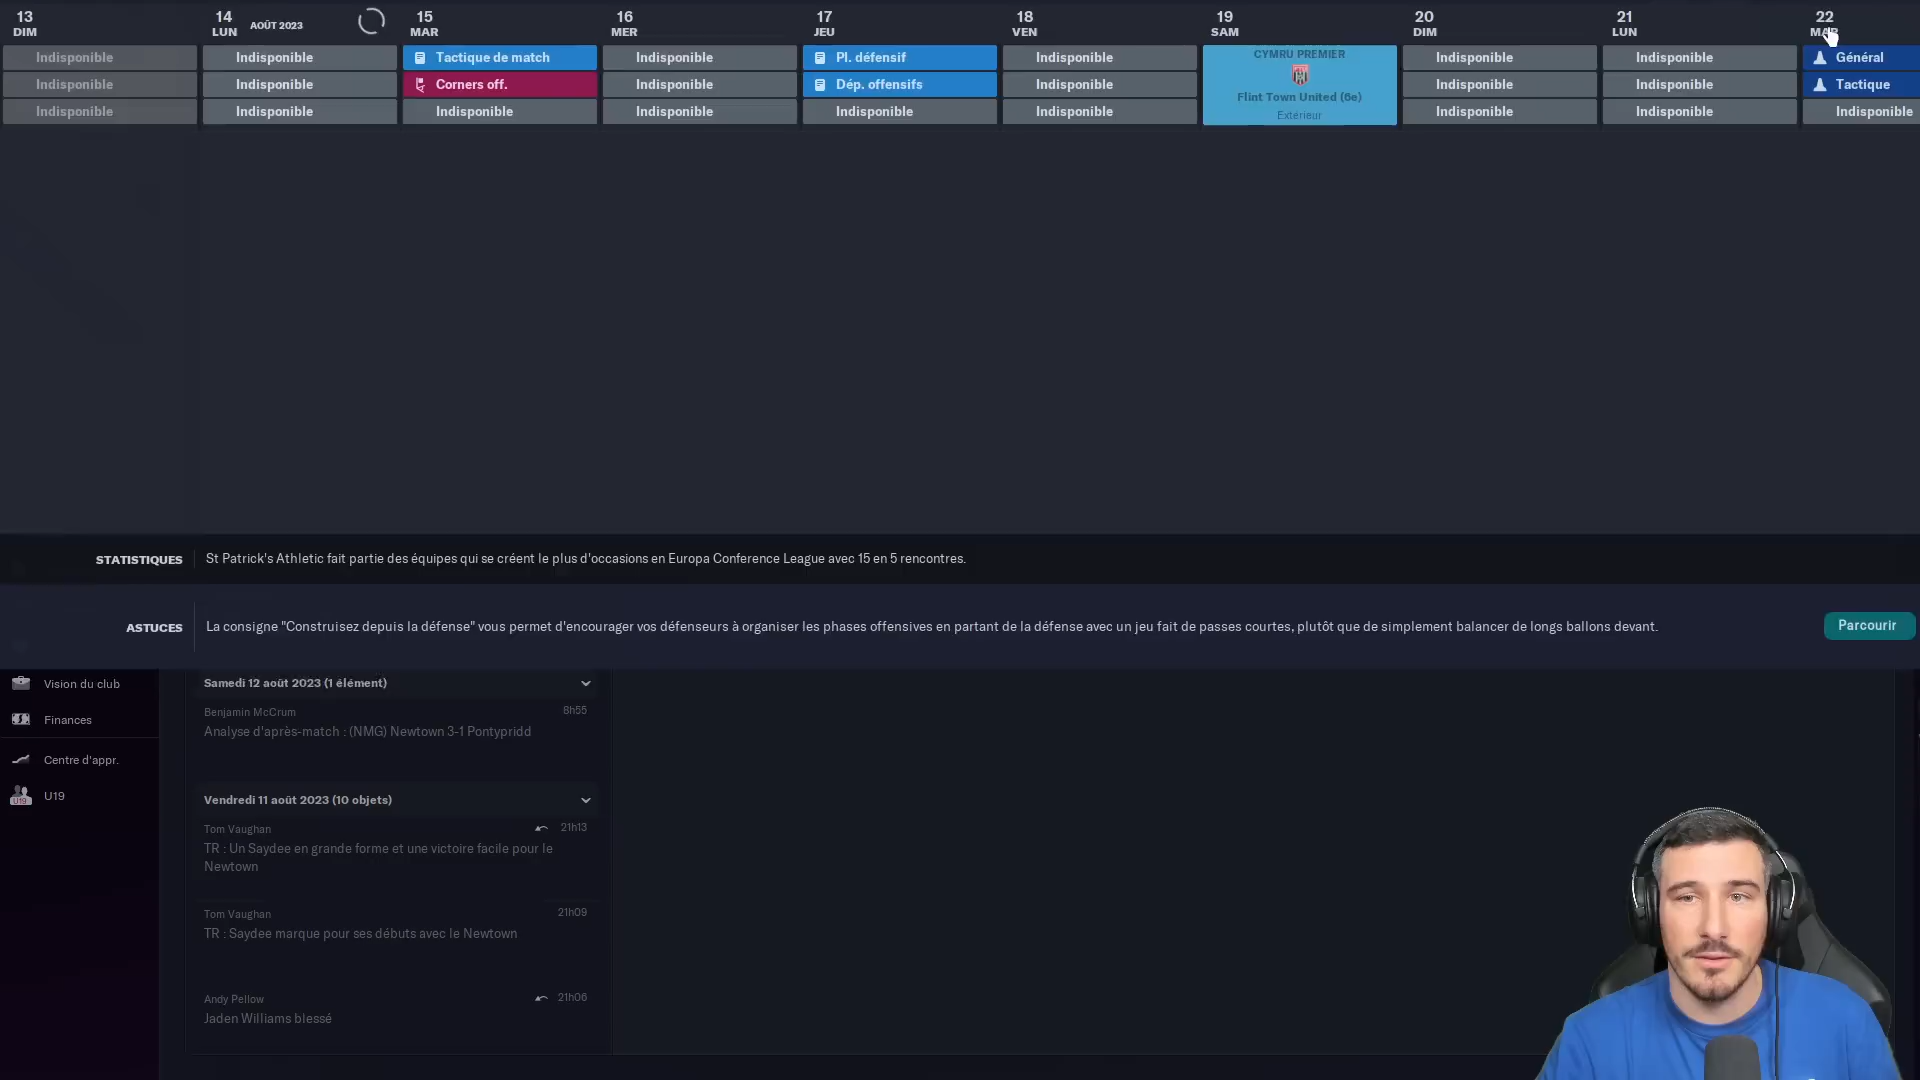 13
DIM
14
LUN
AOÛT 2023
15
MAR
16
MER
17
JEU
18
VEN
19
SAM
20
DIM
21
LUN
22
MAR
Indisponible
Indisponible
Tactique de match
Indisponible
Pl. défensif
Indisponible
CYMRU PREMIER
Indisponible
Indisponible
Général
Indisponible
Indisponible
Corners off.
Indisponible
Dép. offensifs
Indisponible
Flint Town United (6e)
Indisponible
Indisponible
Tactique
Indisponible
Indisponible
Indisponible
Indisponible
Indisponible
Indisponible
Extérieur
Indisponible
Indisponible
Indisponible
STATISTIQUES
St Patrick's Athletic fait partie des équipes qui se créent le plus d'occasions en Europa Conference League avec 15 en 5 rencontres.
ASTUCES
La consigne "Construisez depuis la défense" vous permet d'encourager vos défenseurs à organiser les phases offensives en partant de la défense avec un jeu fait de passes courtes, plutôt que de simplement balancer de longs ballons devant.
Parcourir
Vision du club
Finances
Centre d'appr.
U19
U19
Samedi 12 août 2023 (1 élément)
Benjamin McCrum
8h55
Analyse d'après-match : (NMG) Newtown 3-1 Pontypridd
Vendredi 11 août 2023 (10 objets)
Tom Vaughan
21h13
TR : Un Saydee en grande forme et une victoire facile pour le
Newtown
Tom Vaughan
21h09
TR : Saydee marque pour ses débuts avec le Newtown
Andy Pellow
21h06
Jaden Williams blessé